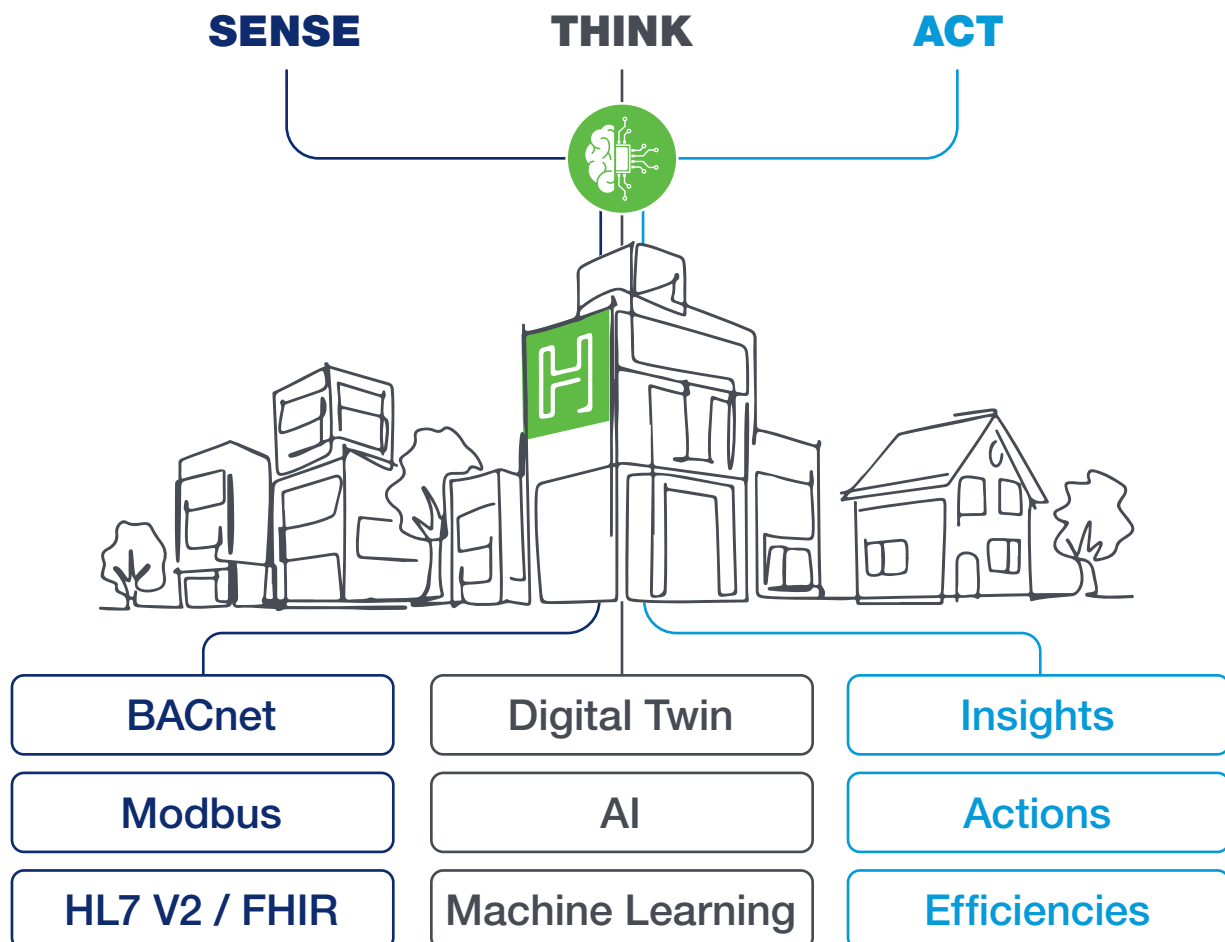 SENSE THINK ACT
H
BACnet Digital Twin Insights
Modbus AI Actions
HL7 V2 / FHIR Machine Learning Efficiencies